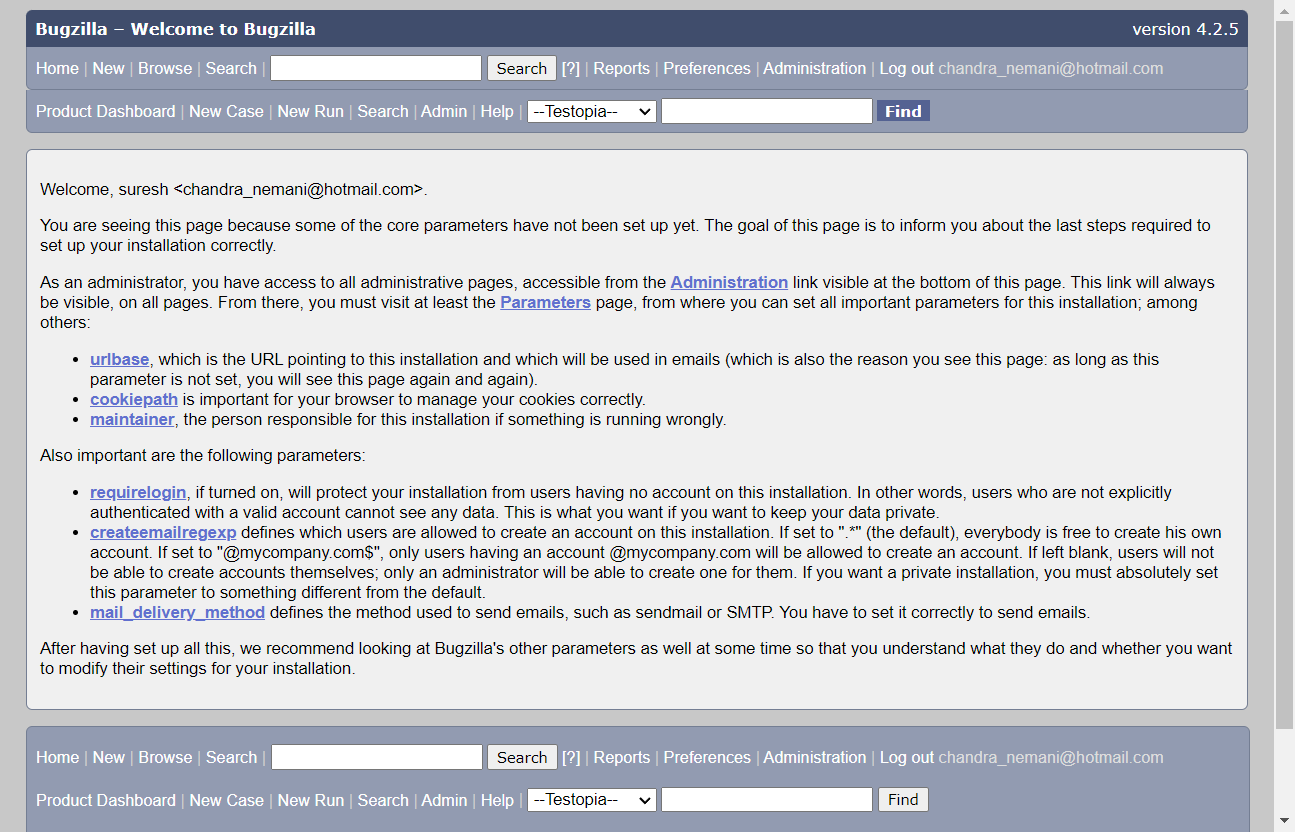 Bugzilla – Welcome to Bugzilla version 4.2.5
Home | New | Browse | Search | Search [?] | Reports | Preferences | Administration | Log out chandra_nemani@hotmail.com
Product Dashboard | New Case | New Run | Search | Admin | Help | --Testopia-- Find
Welcome, suresh <chandra_nemani@hotmail.com>.
You are seeing this page because some of the core parameters have not been set up yet. The goal of this page is to inform you about the last steps required to
set up your installation correctly.
As an administrator, you have access to all administrative pages, accessible from the Administration link visible at the bottom of this page. This link will always
be visible, on all pages. From there, you must visit at least the Parameters page, from where you can set all important parameters for this installation; among
others:
• urlbase, which is the URL pointing to this installation and which will be used in emails (which is also the reason you see this page: as long as this
parameter is not set, you will see this page again and again).
• cookiepath is important for your browser to manage your cookies correctly.
• maintainer, the person responsible for this installation if something is running wrongly.
Also important are the following parameters:
• requirelogin, if turned on, will protect your installation from users having no account on this installation. In other words, users who are not explicitly
authenticated with a valid account cannot see any data. This is what you want if you want to keep your data private.
• createemailregexp defines which users are allowed to create an account on this installation. If set to ".*" (the default), everybody is free to create his own
account. If set to "@mycompany.com$", only users having an account @mycompany.com will be allowed to create an account. If left blank, users will not
be able to create accounts themselves; only an administrator will be able to create one for them. If you want a private installation, you must absolutely set
this parameter to something different from the default.
• mail_delivery_method defines the method used to send emails, such as sendmail or SMTP. You have to set it correctly to send emails.
After having set up all this, we recommend looking at Bugzilla's other parameters as well at some time so that you understand what they do and whether you want
to modify their settings for your installation.
Home | New | Browse | Search | Search [?] | Reports | Preferences | Administration | Log out chandra_nemani@hotmail.com
Product Dashboard | New Case | New Run | Search | Admin | Help | --Testopia-- Find